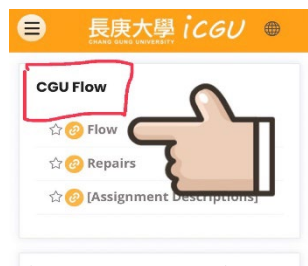 長庚大學 iCGU
CHANG GUNG UNIVERSITY
CGU Flow
Flow
Repairs
[Assignment Descriptions]